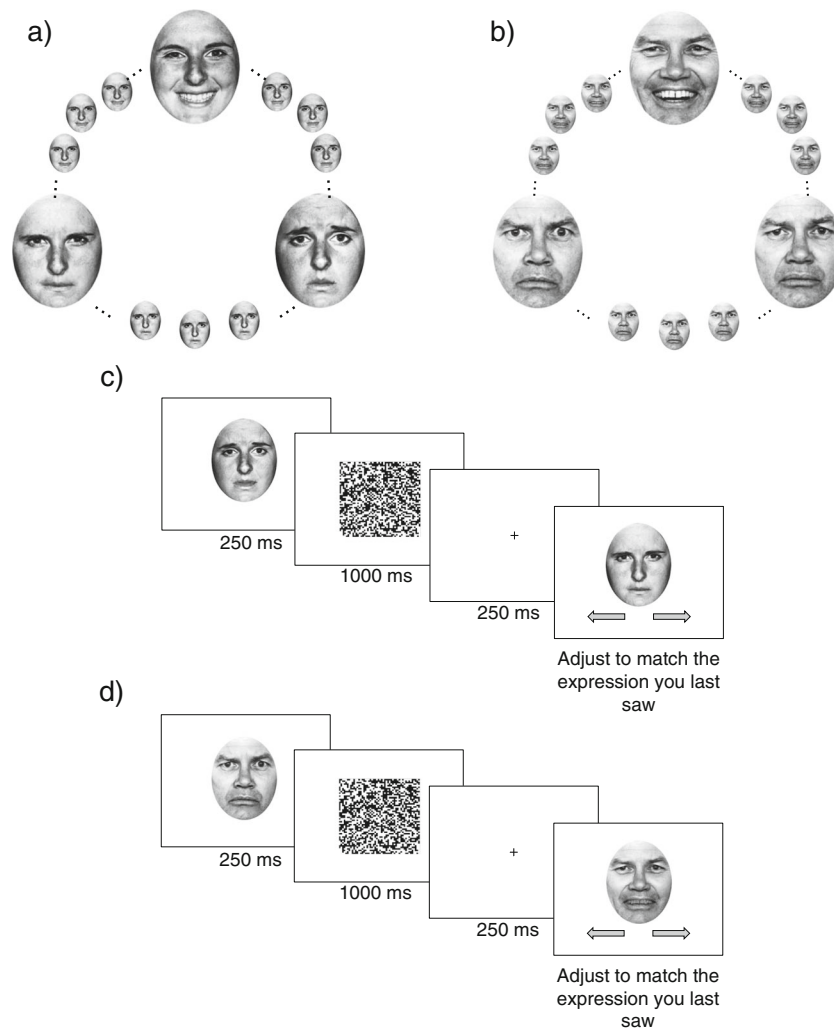 a)
b)
c)
250 ms
1000 ms
250 ms
Adjust to match the
expression you last
saw
d)
250 ms
1000 ms
250 ms
Adjust to match the
expression you last
saw